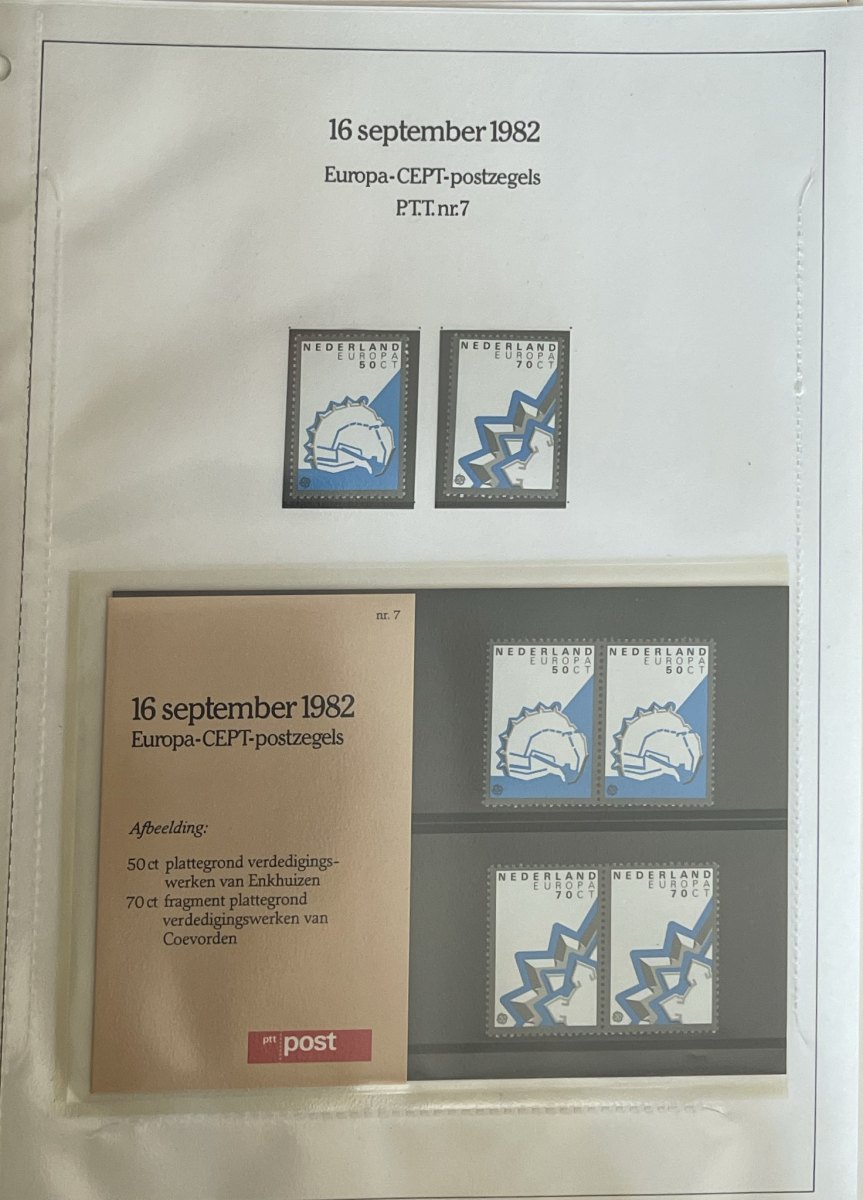 16 september 1982
Europa-CEPT-postzegels
P.T.T. nr. 7
NEDERLAND
EUROPA
50 CT
NEDERLAND
EUROPA
70 CT
nr. 7
16 september 1982
Europa-CEPT-postzegels
Afbeelding:
50 ct plattegrond verdedigings-
werken van Enkhuizen
70 ct fragment plattegrond
verdedigingswerken van
Coevorden
ptt post
NEDERLAND
EUROPA
50 CT
NEDERLAND
EUROPA
50 CT
NEDERLAND
EUROPA
70 CT
NEDERLAND
EUROPA
70 CT